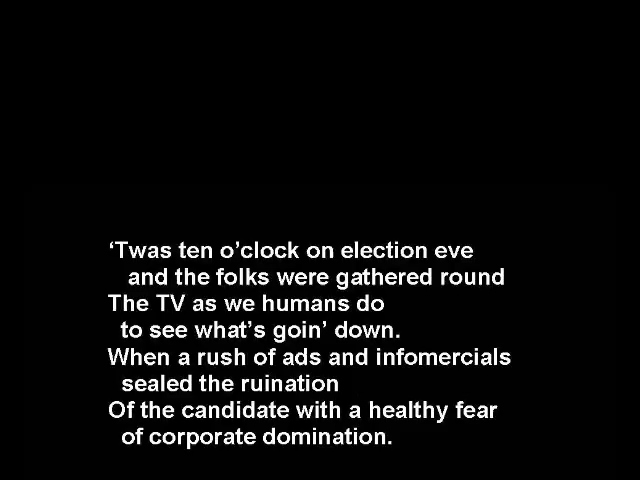 ‘Twas ten o’clock on election eve
and the folks were gathered round
The TV as we humans do
to see what’s goin’ down.
When a rush of ads and infomercials
sealed the ruination
Of the candidate with a healthy fear
of corporate domination.